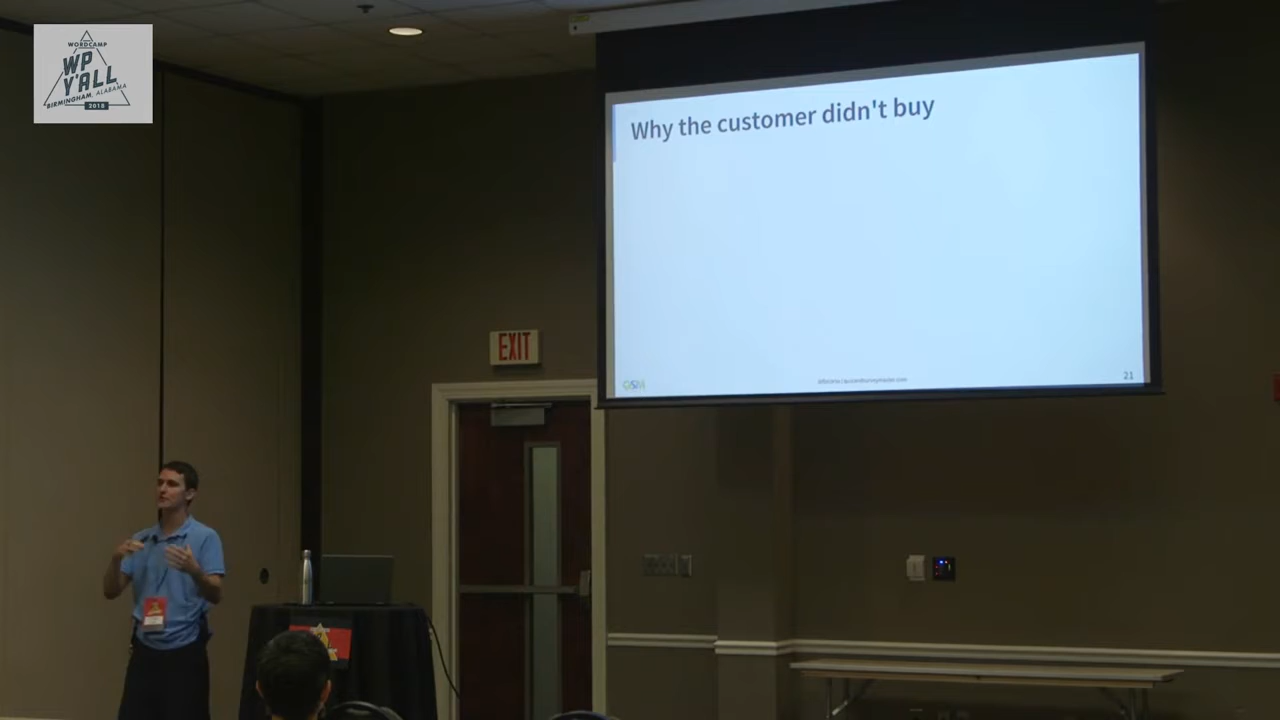 WORDCAMP
WP
Y'ALL
BIRMINGHAM, ALABAMA
2018
Why the customer didn't buy
21
EXIT